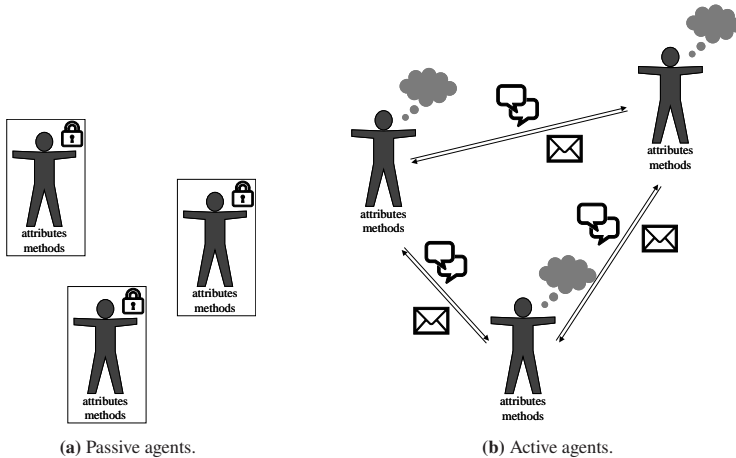 attributes
methods
attributes
methods
attributes
methods
(a) Passive agents.
attributes
methods
attributes
methods
attributes
methods
(b) Active agents.